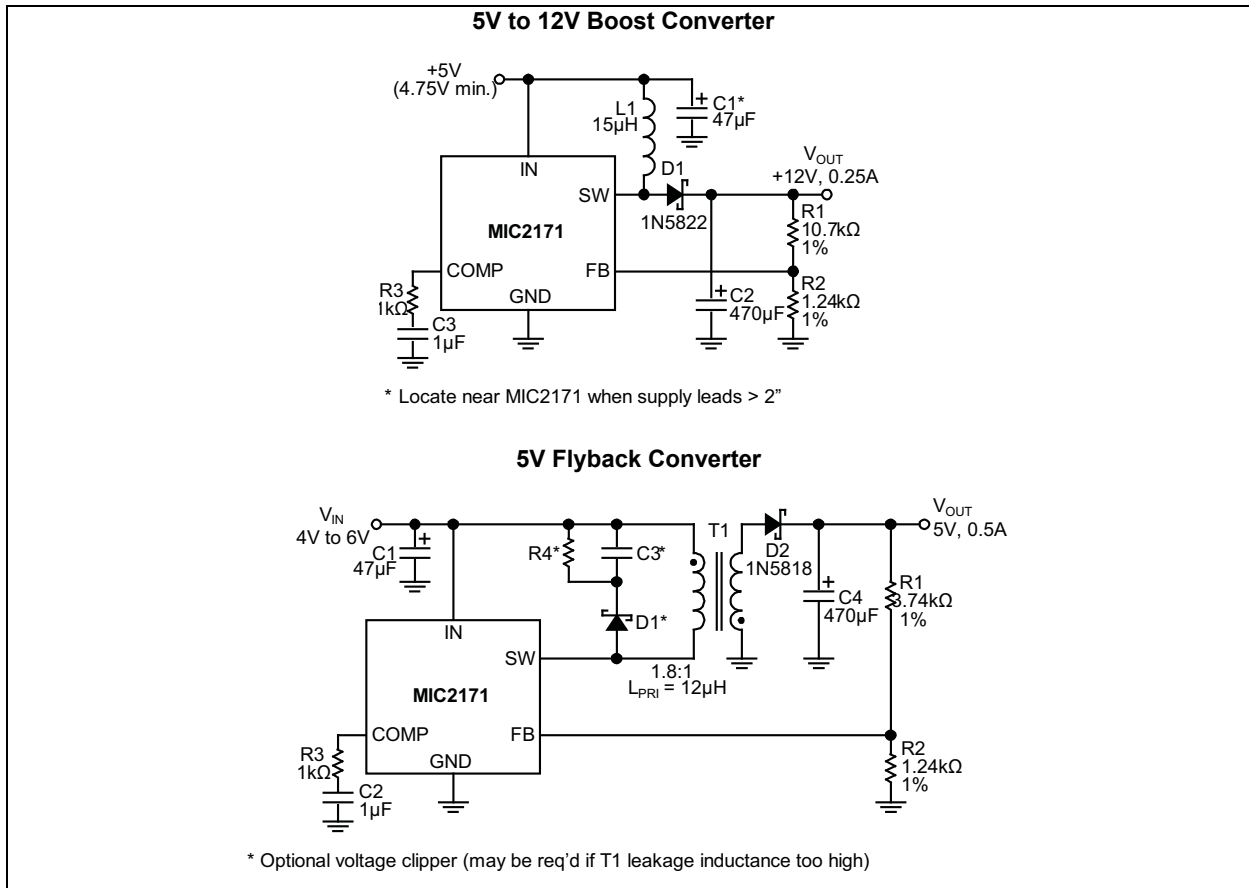 5V to 12V Boost Converter
+5V
(4.75V min.)
L1
15µH
C1*
47µF
+
IN
SW
D1
1N5822
VOUT
+12V, 0.25A
R1
10.7kΩ
1%
MIC2171
COMP
FB
GND
R3
1kΩ
C3
1µF
+
C2
470µF
R2
1.24kΩ
1%
* Locate near MIC2171 when supply leads > 2”
5V Flyback Converter
VIN
4V to 6V
C1
47µF
+
R4*
C3*
D1*
T1
D2
1N5818
VOUT
5V, 0.5A
+
C4
470µF
R1
3.74kΩ
1%
IN
SW
1.8:1
LPRI = 12µH
MIC2171
COMP
FB
GND
R3
1kΩ
C2
1µF
R2
1.24kΩ
1%
* Optional voltage clipper (may be req’d if T1 leakage inductance too high)